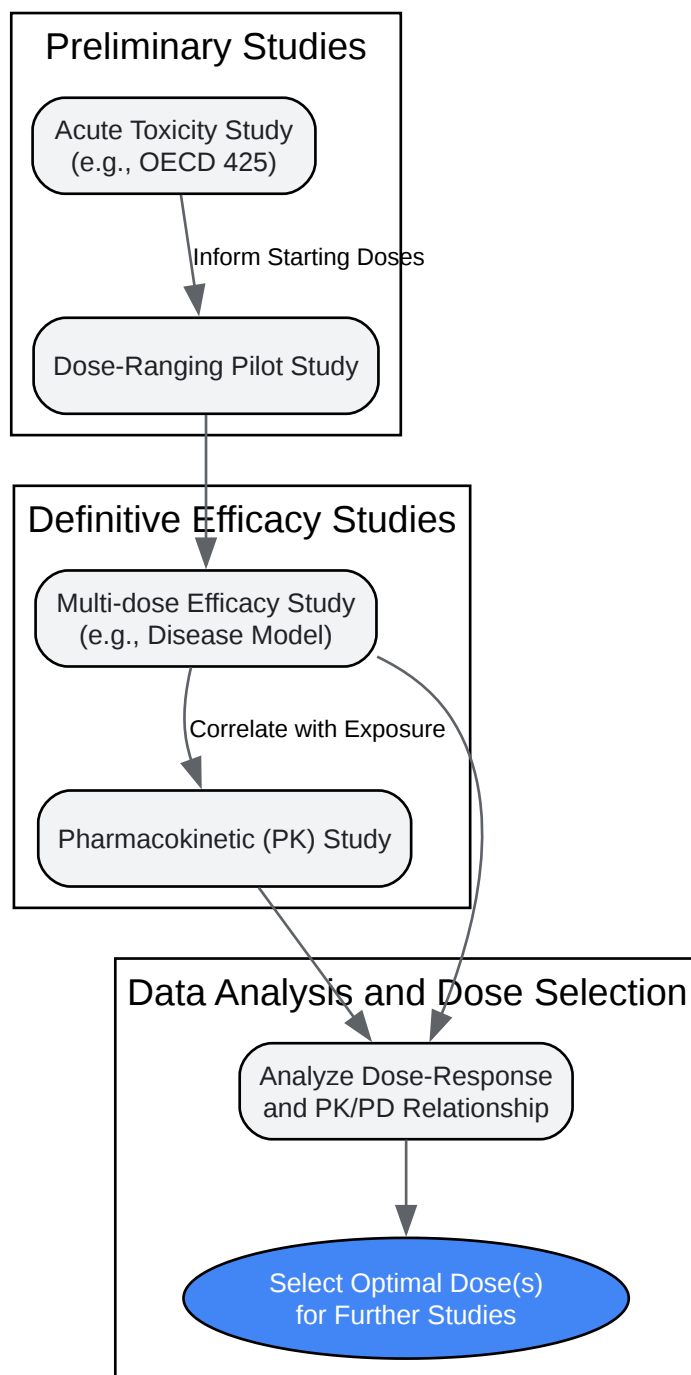 Preliminary Studies
Acute Toxicity Study
(e.g., OECD 425)
Inform Starting Doses
Dose-Ranging Pilot Study
Definitive Efficacy Studies
Multi-dose Efficacy Study
(e.g., Disease Model)
Correlate with Exposure
Pharmacokinetic (PK) Study
Data Analysis and Dose Selection
Analyze Dose-Response
and PK/PD Relationship
Select Optimal Dose(s)
for Further Studies